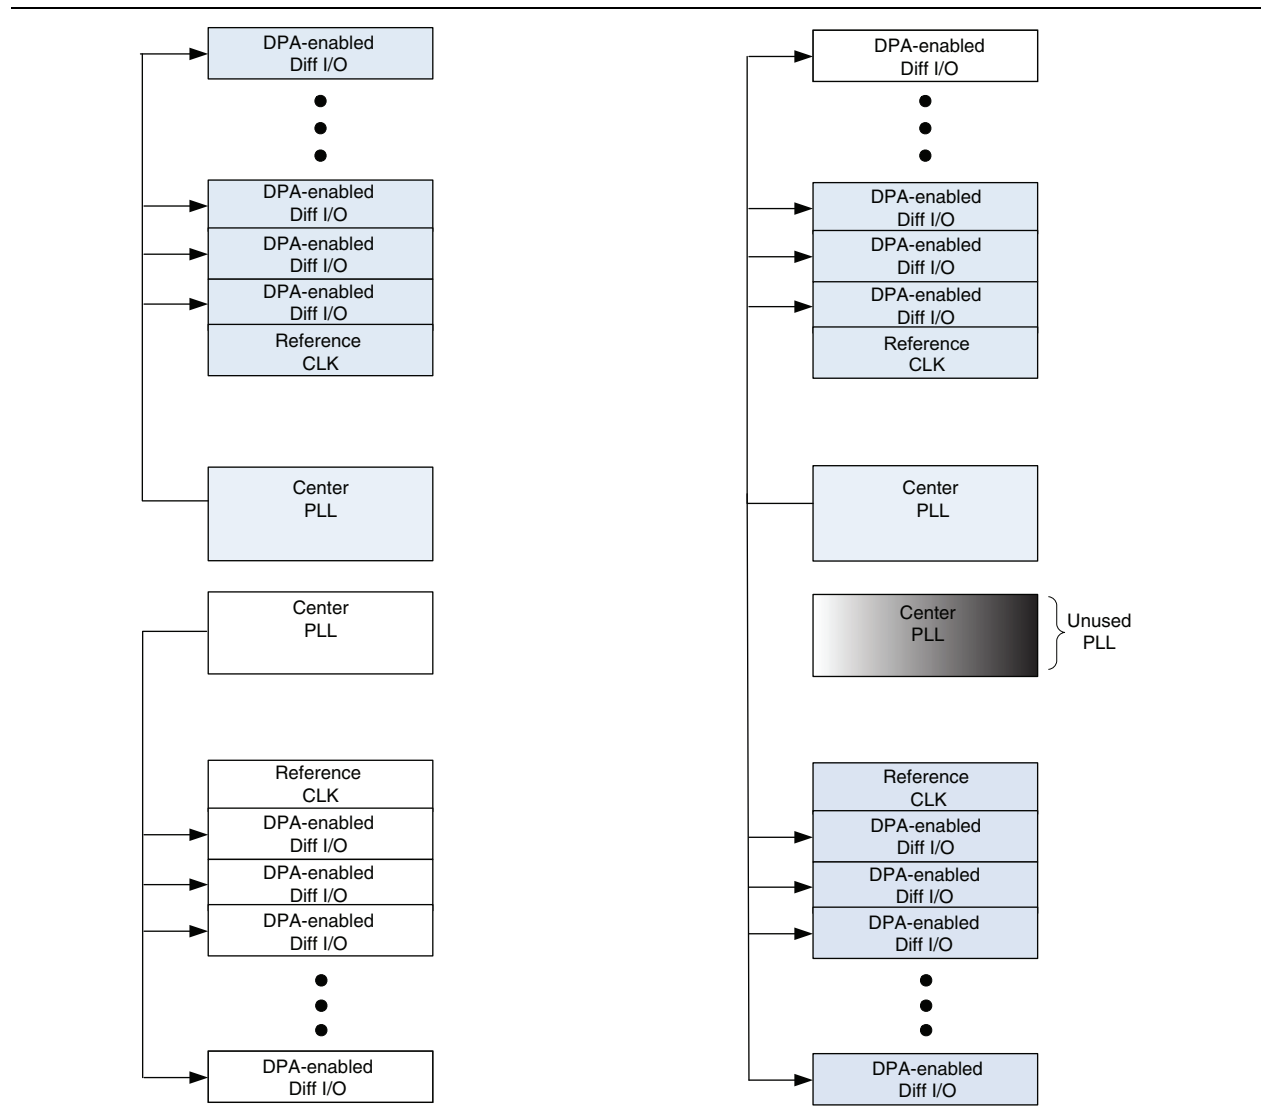 DPA-enabled
Diff I/O
DPA-enabled
Diff I/O
DPA-enabled
Diff I/O
DPA-enabled
Diff I/O
Reference
CLK
Center
PLL
Center
PLL
Reference
CLK
DPA-enabled
Diff I/O
DPA-enabled
Diff I/O
DPA-enabled
Diff I/O
DPA-enabled
Diff I/O
DPA-enabled
Diff I/O
DPA-enabled
Diff I/O
DPA-enabled
Diff I/O
DPA-enabled
Diff I/O
Reference
CLK
Center
PLL
Center
PLL
Unused
PLL
Reference
CLK
DPA-enabled
Diff I/O
DPA-enabled
Diff I/O
DPA-enabled
Diff I/O
DPA-enabled
Diff I/O